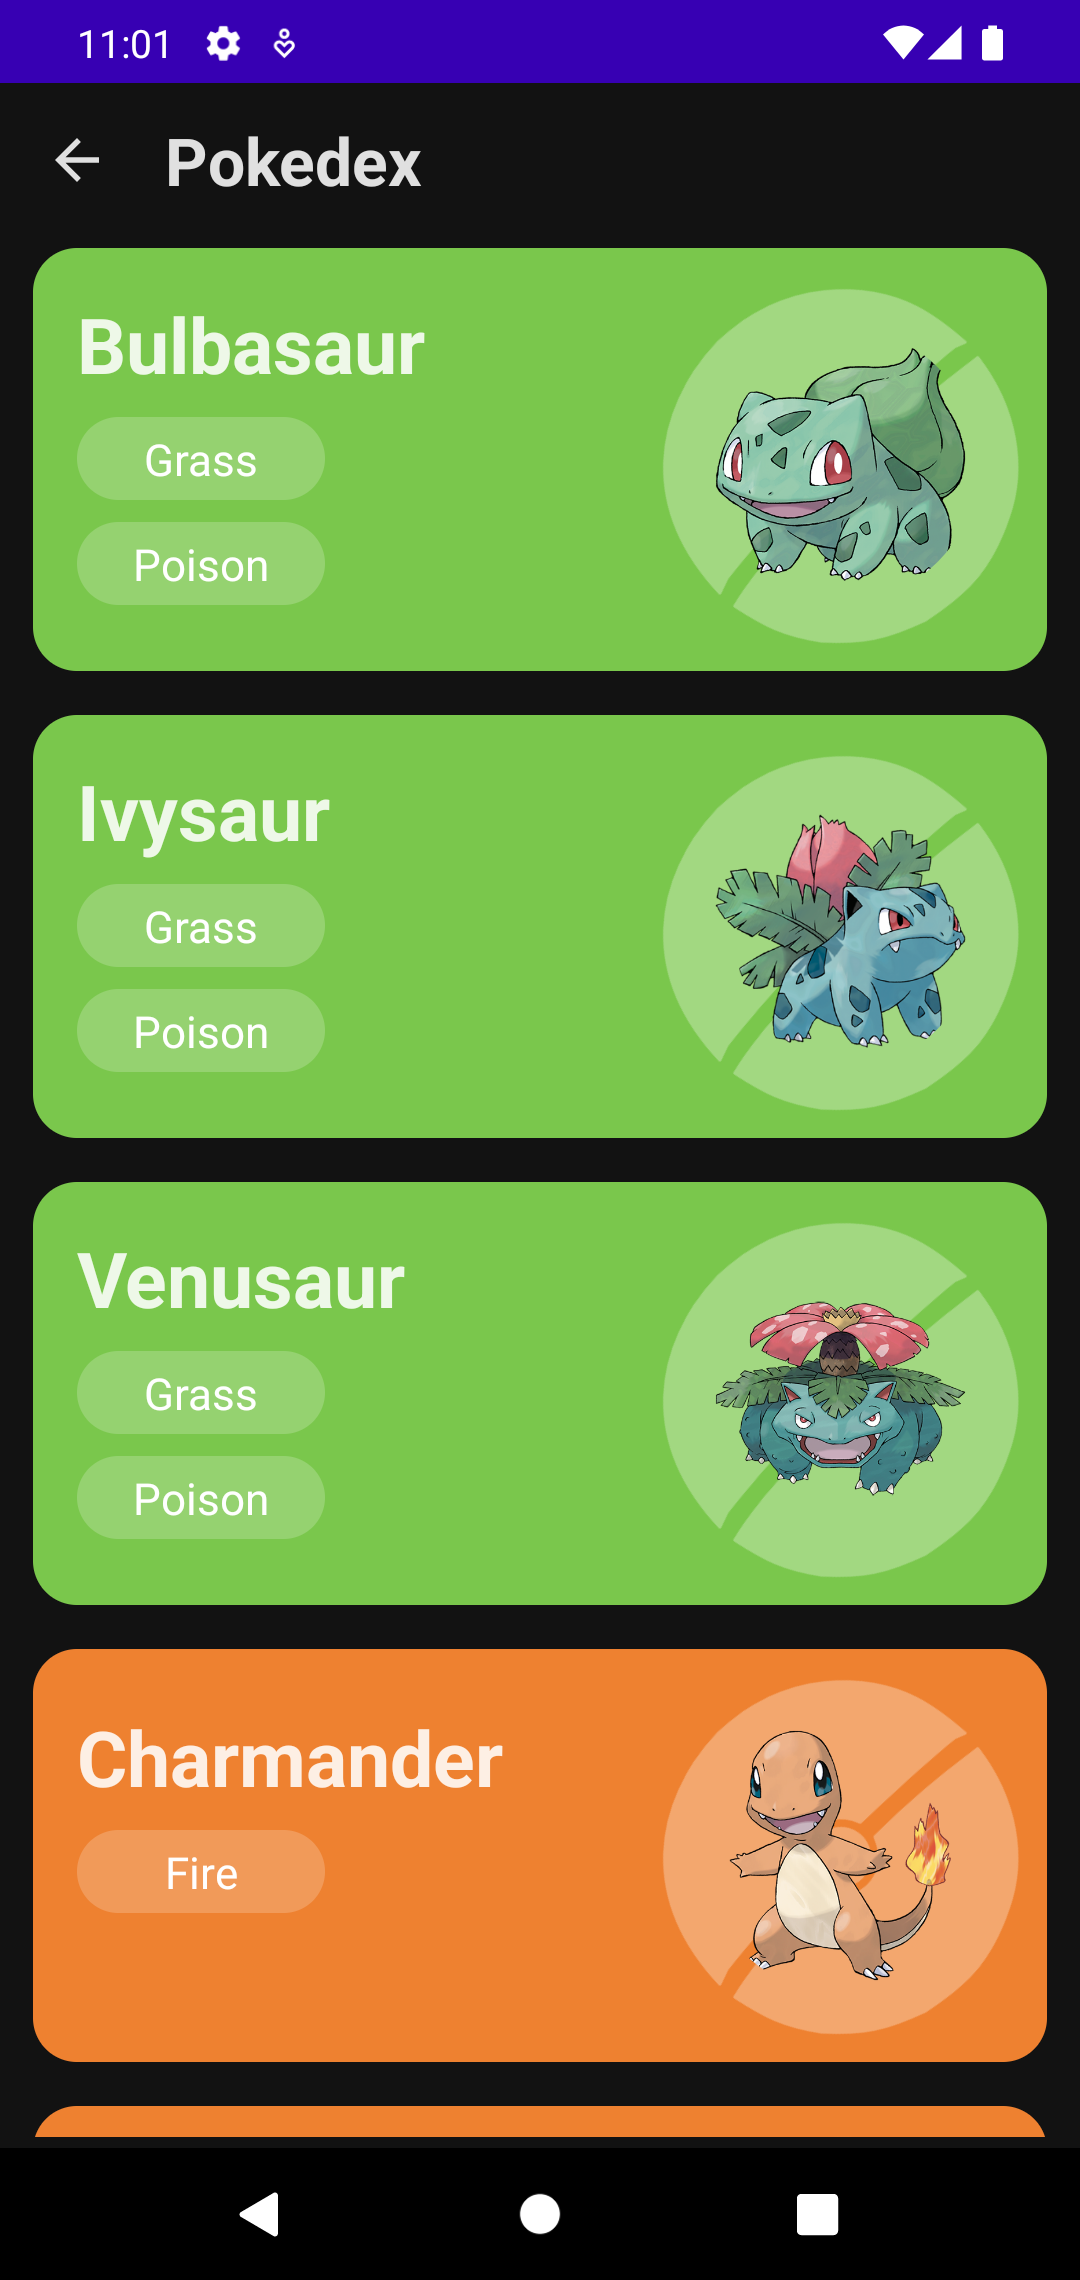 11:01
Pokedex
Bulbasaur
Grass
Poison
Ivysaur
Grass
Poison
Venusaur
Grass
Poison
Charmander
Fire